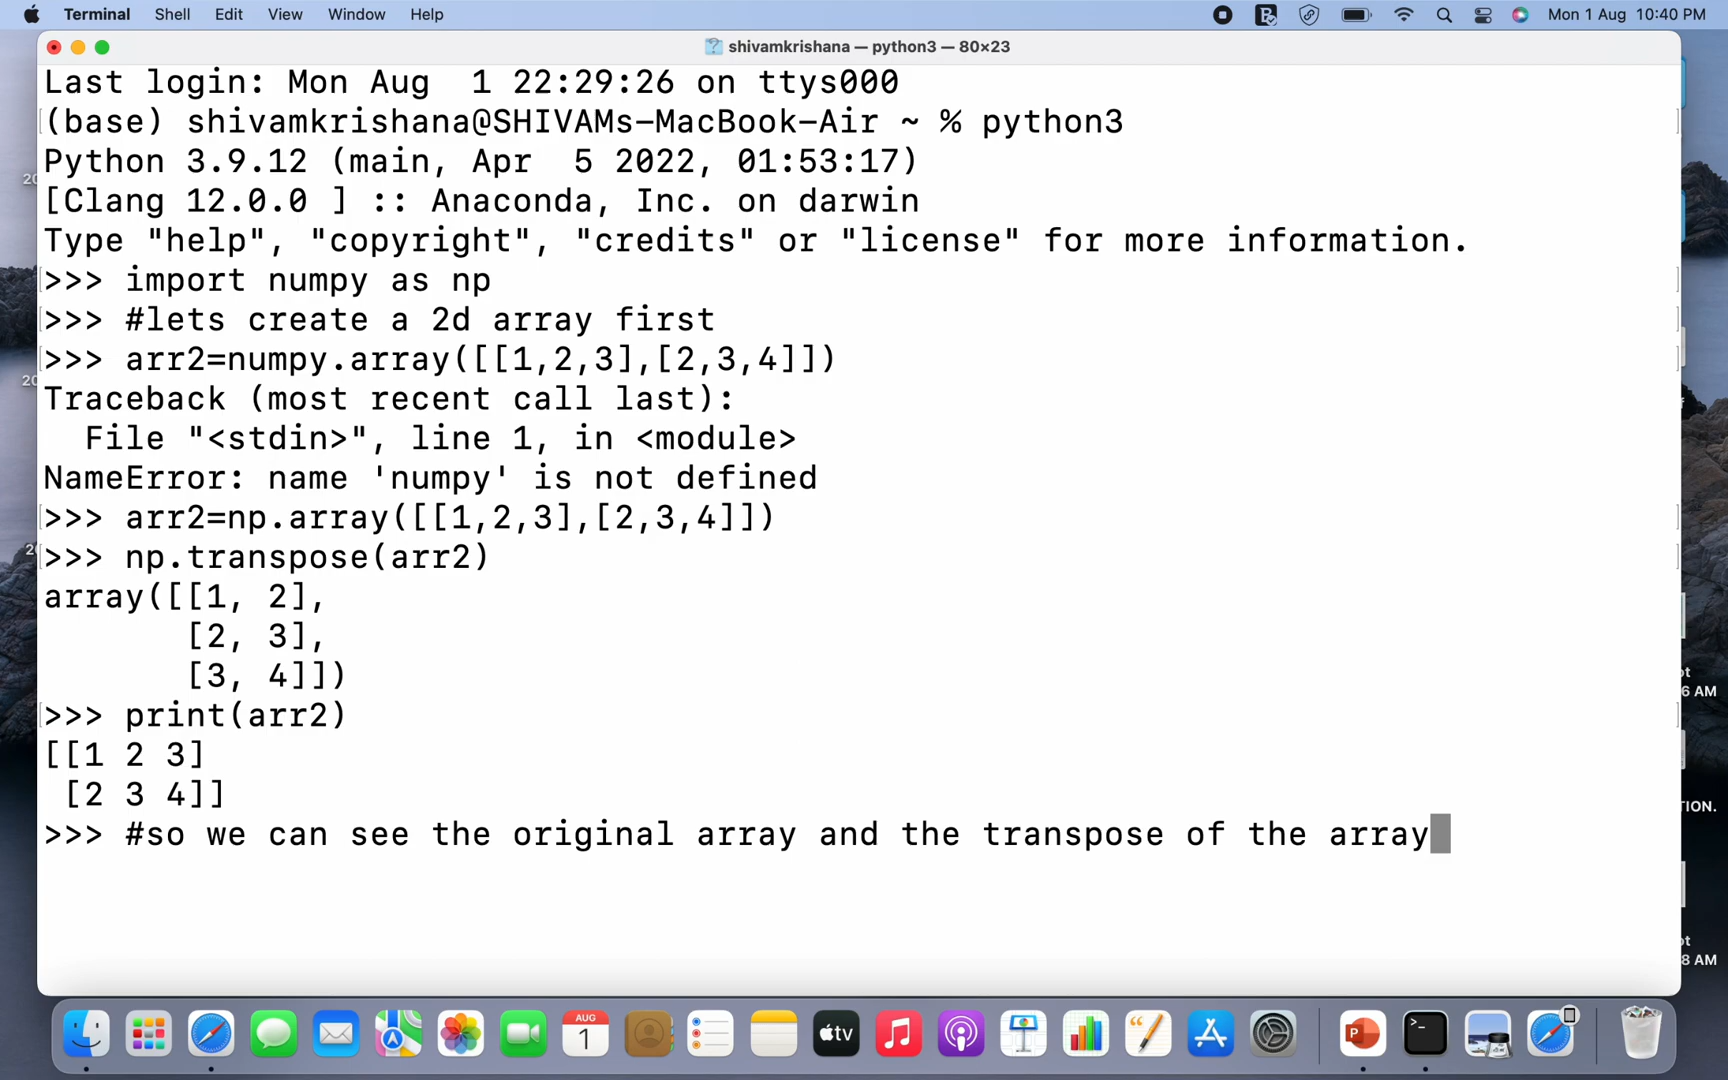 Terminal Shell Edit View Window Help Mon 1 Aug 10:40 PM
shivamkrishana — python3 — 80×23
Last login: Mon Aug  1 22:29:26 on ttys000
(base) shivamkrishana@SHIVAMs-MacBook-Air ~ % python3
Python 3.9.12 (main, Apr  5 2022, 01:53:17)
[Clang 12.0.0 ] :: Anaconda, Inc. on darwin
Type "help", "copyright", "credits" or "license" for more information.
>>> import numpy as np
>>> #lets create a 2d array first
>>> arr2=numpy.array([[1,2,3],[2,3,4]])
Traceback (most recent call last):
  File "<stdin>", line 1, in <module>
NameError: name 'numpy' is not defined
>>> arr2=np.array([[1,2,3],[2,3,4]])
>>> np.transpose(arr2)
array([[1, 2],
       [2, 3],
       [3, 4]])
>>> print(arr2)
[[1 2 3]
 [2 3 4]]
>>> #so we can see the original array and the transpose of the array
6 AM
TION.
8 AM
AUG
1
tv